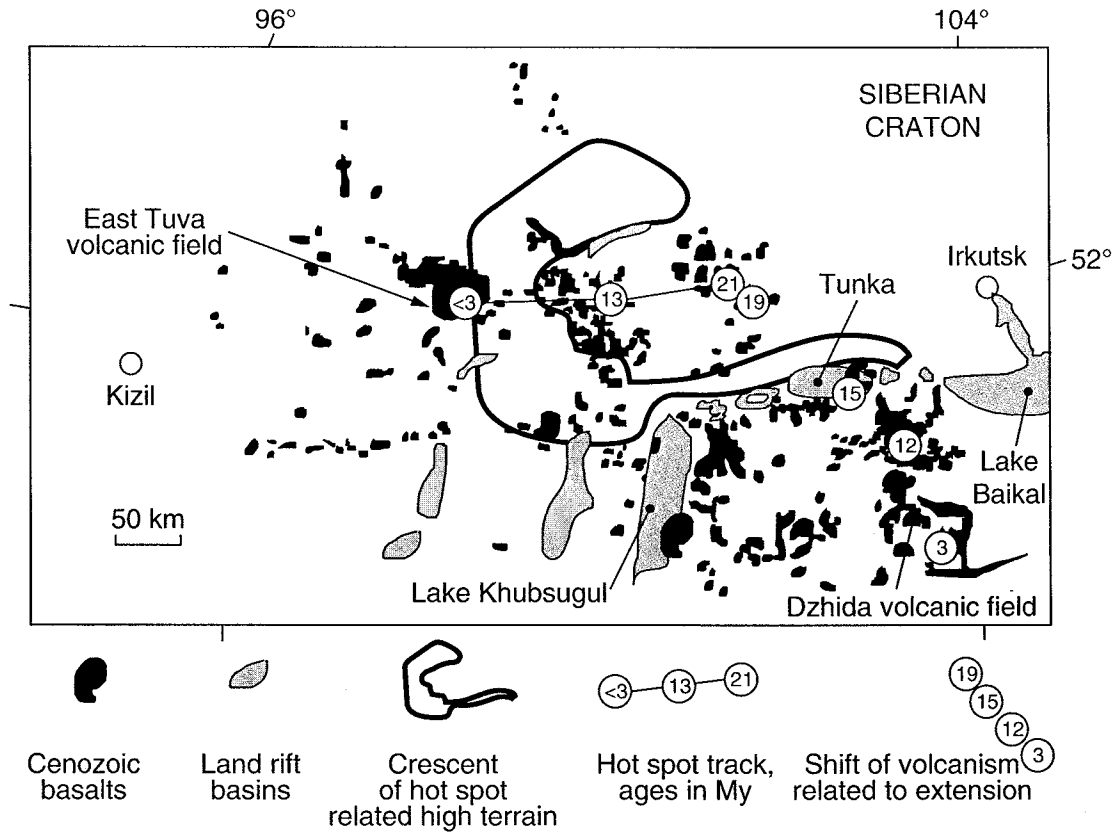 96°
104°
SIBERIAN
CRATON
East Tuva
volcanic field
Irkutsk
52°
Tunka
<3
13
21
19
Kizil
15
12
Lake
Baikal
50 km
3
Lake Khubsugul
Dzhida volcanic field
<3
13
21
19
15
12
3
Cenozoic
basalts
Land rift
basins
Crescent
of hot spot
related high terrain
Hot spot track,
ages in My
Shift of volcanism
related to extension